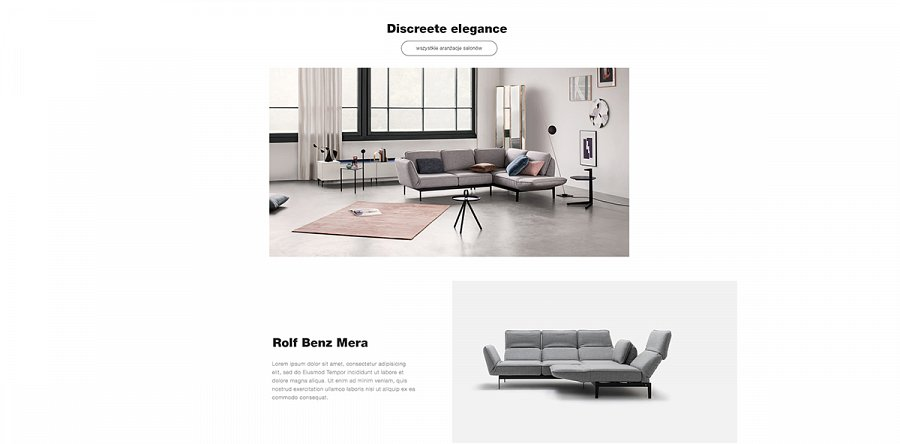 Discreete elegance
wszystkie aranżacje salonów
Rolf Benz Mera
Lorem ipsum dolor sit amet, consectetur adipisicing
elit, sed do Eiusmod Tempor incididunt ut labore et
dolore magna aliqua. Ut enim ad minim veniam, quis
nostrud exercitation ullamco laboris nisi ut aliquip ex ea
commodo consequat.